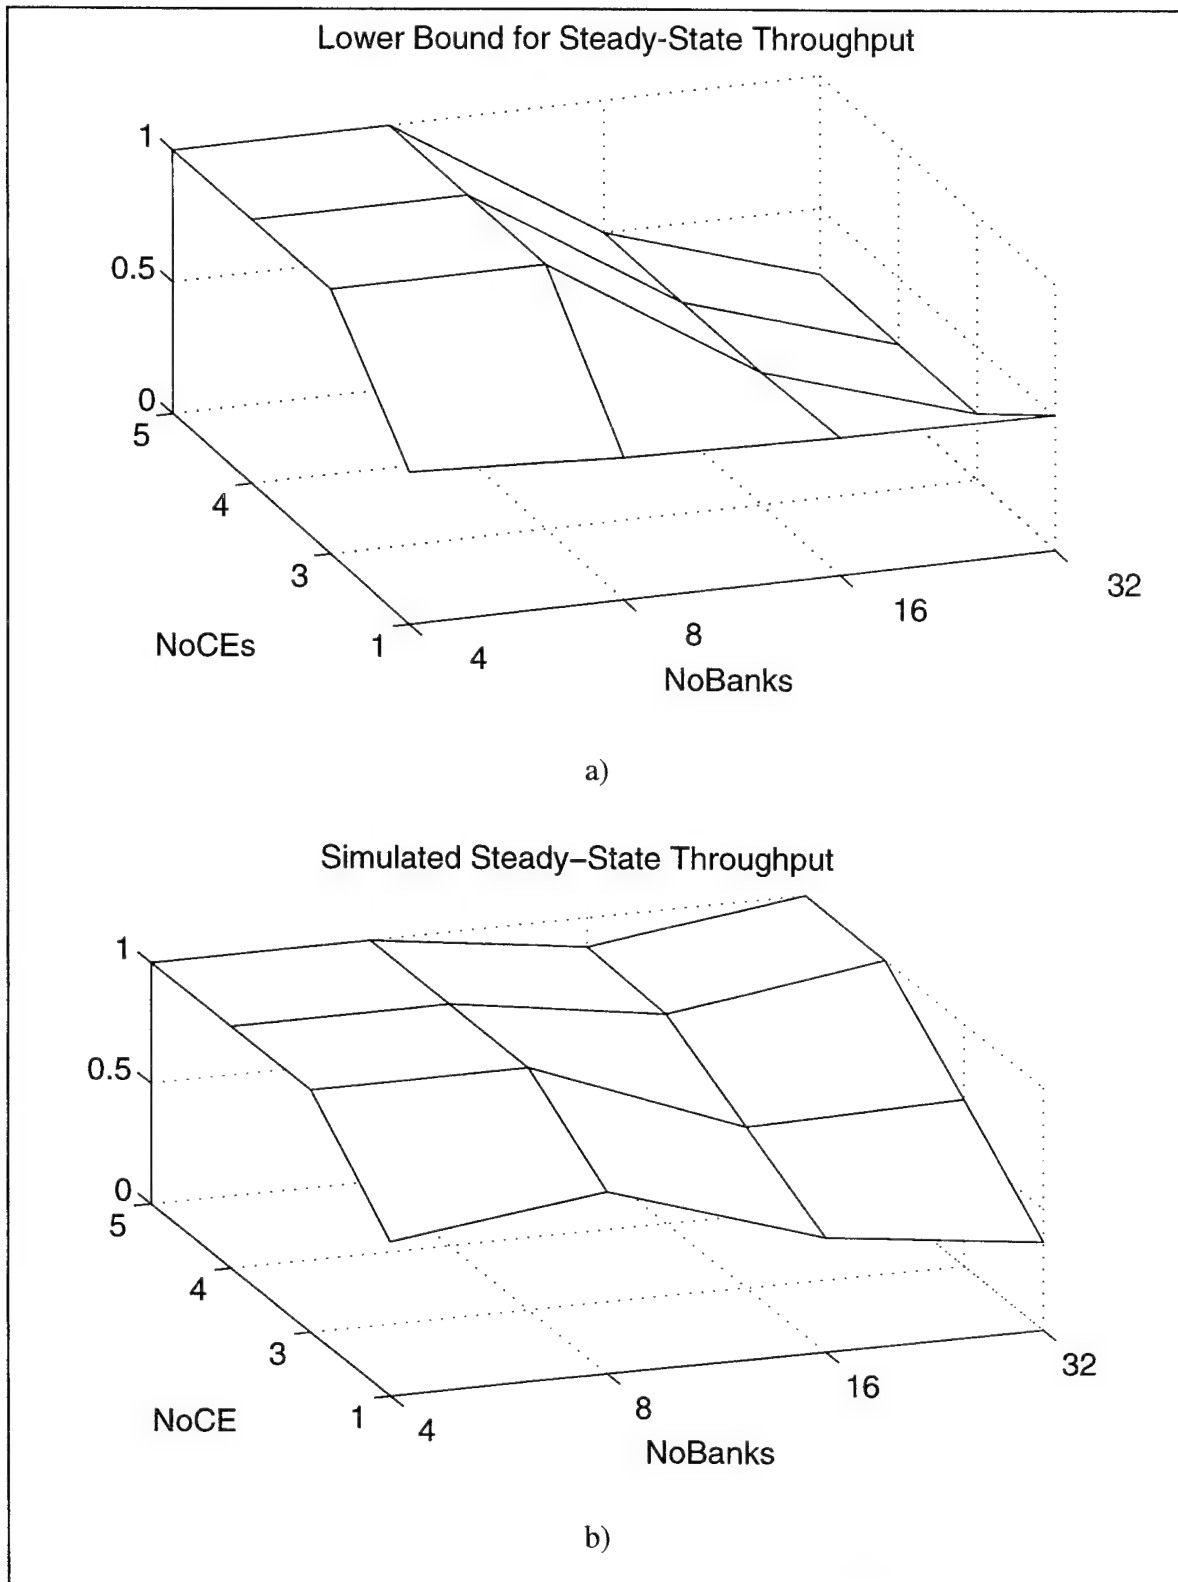 Lower Bound for Steady-State Throughput
1
0.5
0
5
4
3
1
4
8
16
32
NoCEs
NoBanks
a)
Simulated Steady–State Throughput
1
0.5
0
5
4
3
1
4
8
16
32
NoCE
NoBanks
b)